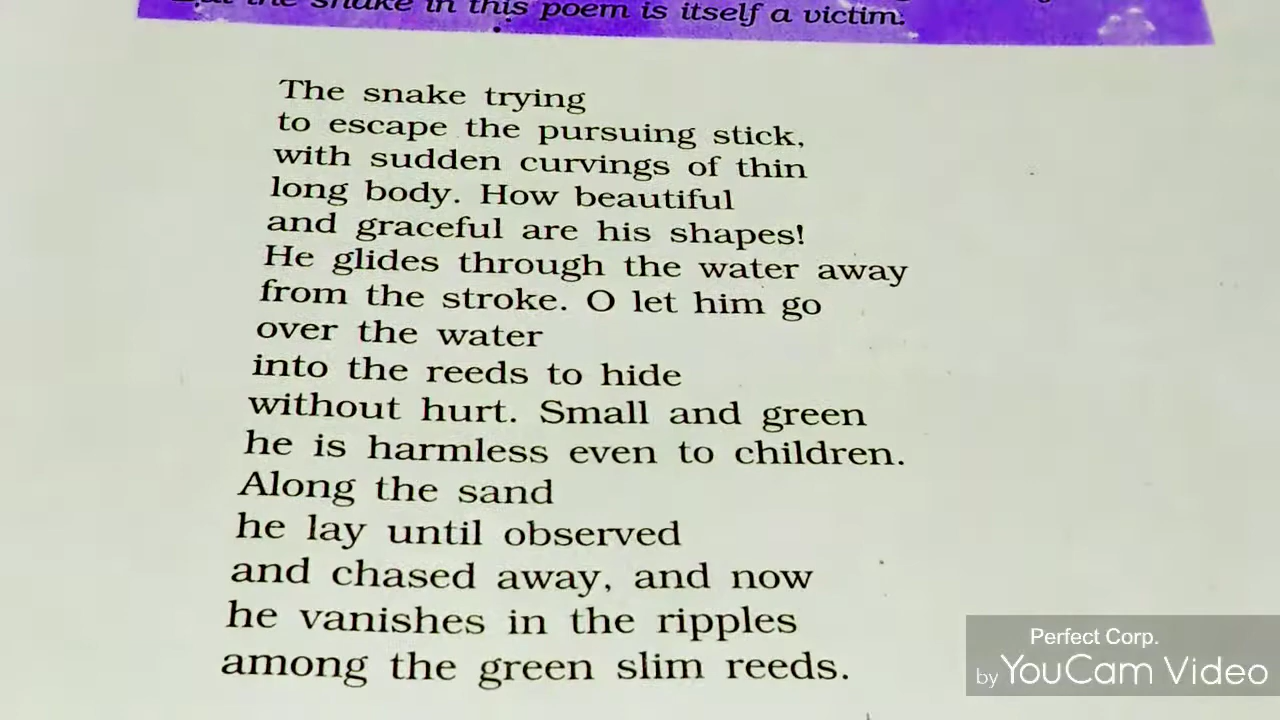 the snake in this poem is itself a victim.
The snake trying
to escape the pursuing stick,
with sudden curvings of thin
long body. How beautiful
and graceful are his shapes!
He glides through the water away
from the stroke. O let him go
over the water
into the reeds to hide
without hurt. Small and green
he is harmless even to children.
Along the sand
he lay until observed
and chased away, and now
he vanishes in the ripples
among the green slim reeds.
Perfect Corp.
by YouCam Video